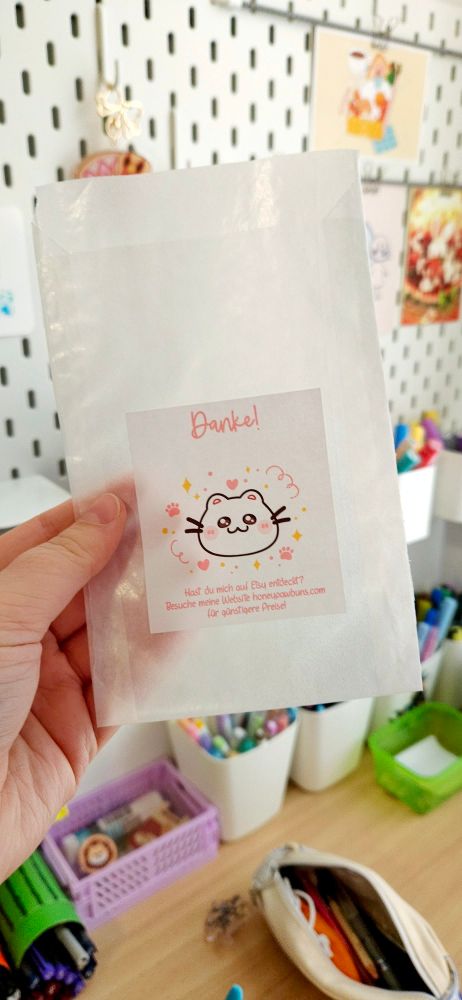 Danke!
Hast du mich auf Etsy entdeckt?
Besuche meine Website honeypawbuns.com
für günstigere Preise!